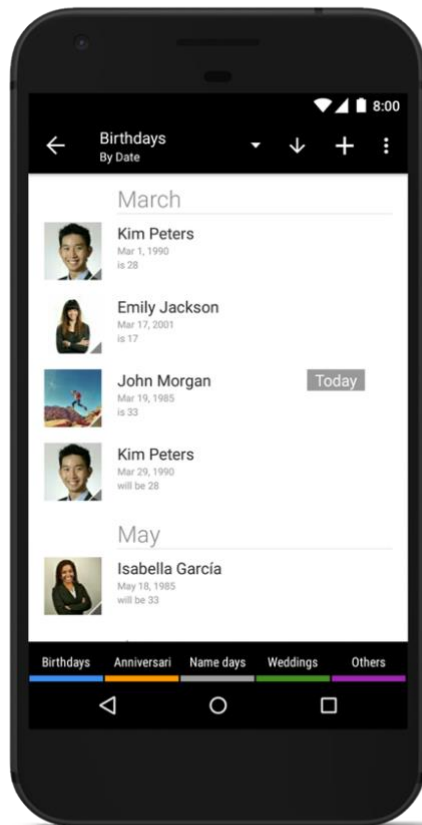 8:00
Birthdays
By Date
March
Kim Peters
Mar 1, 1990
is 28
Emily Jackson
Mar 17, 2001
is 17
John Morgan
Today
Mar 19, 1985
is 33
Kim Peters
Mar 29, 1990
will be 28
May
Isabella García
May 18, 1985
will be 33
Birthdays Anniversari Name days Weddings Others